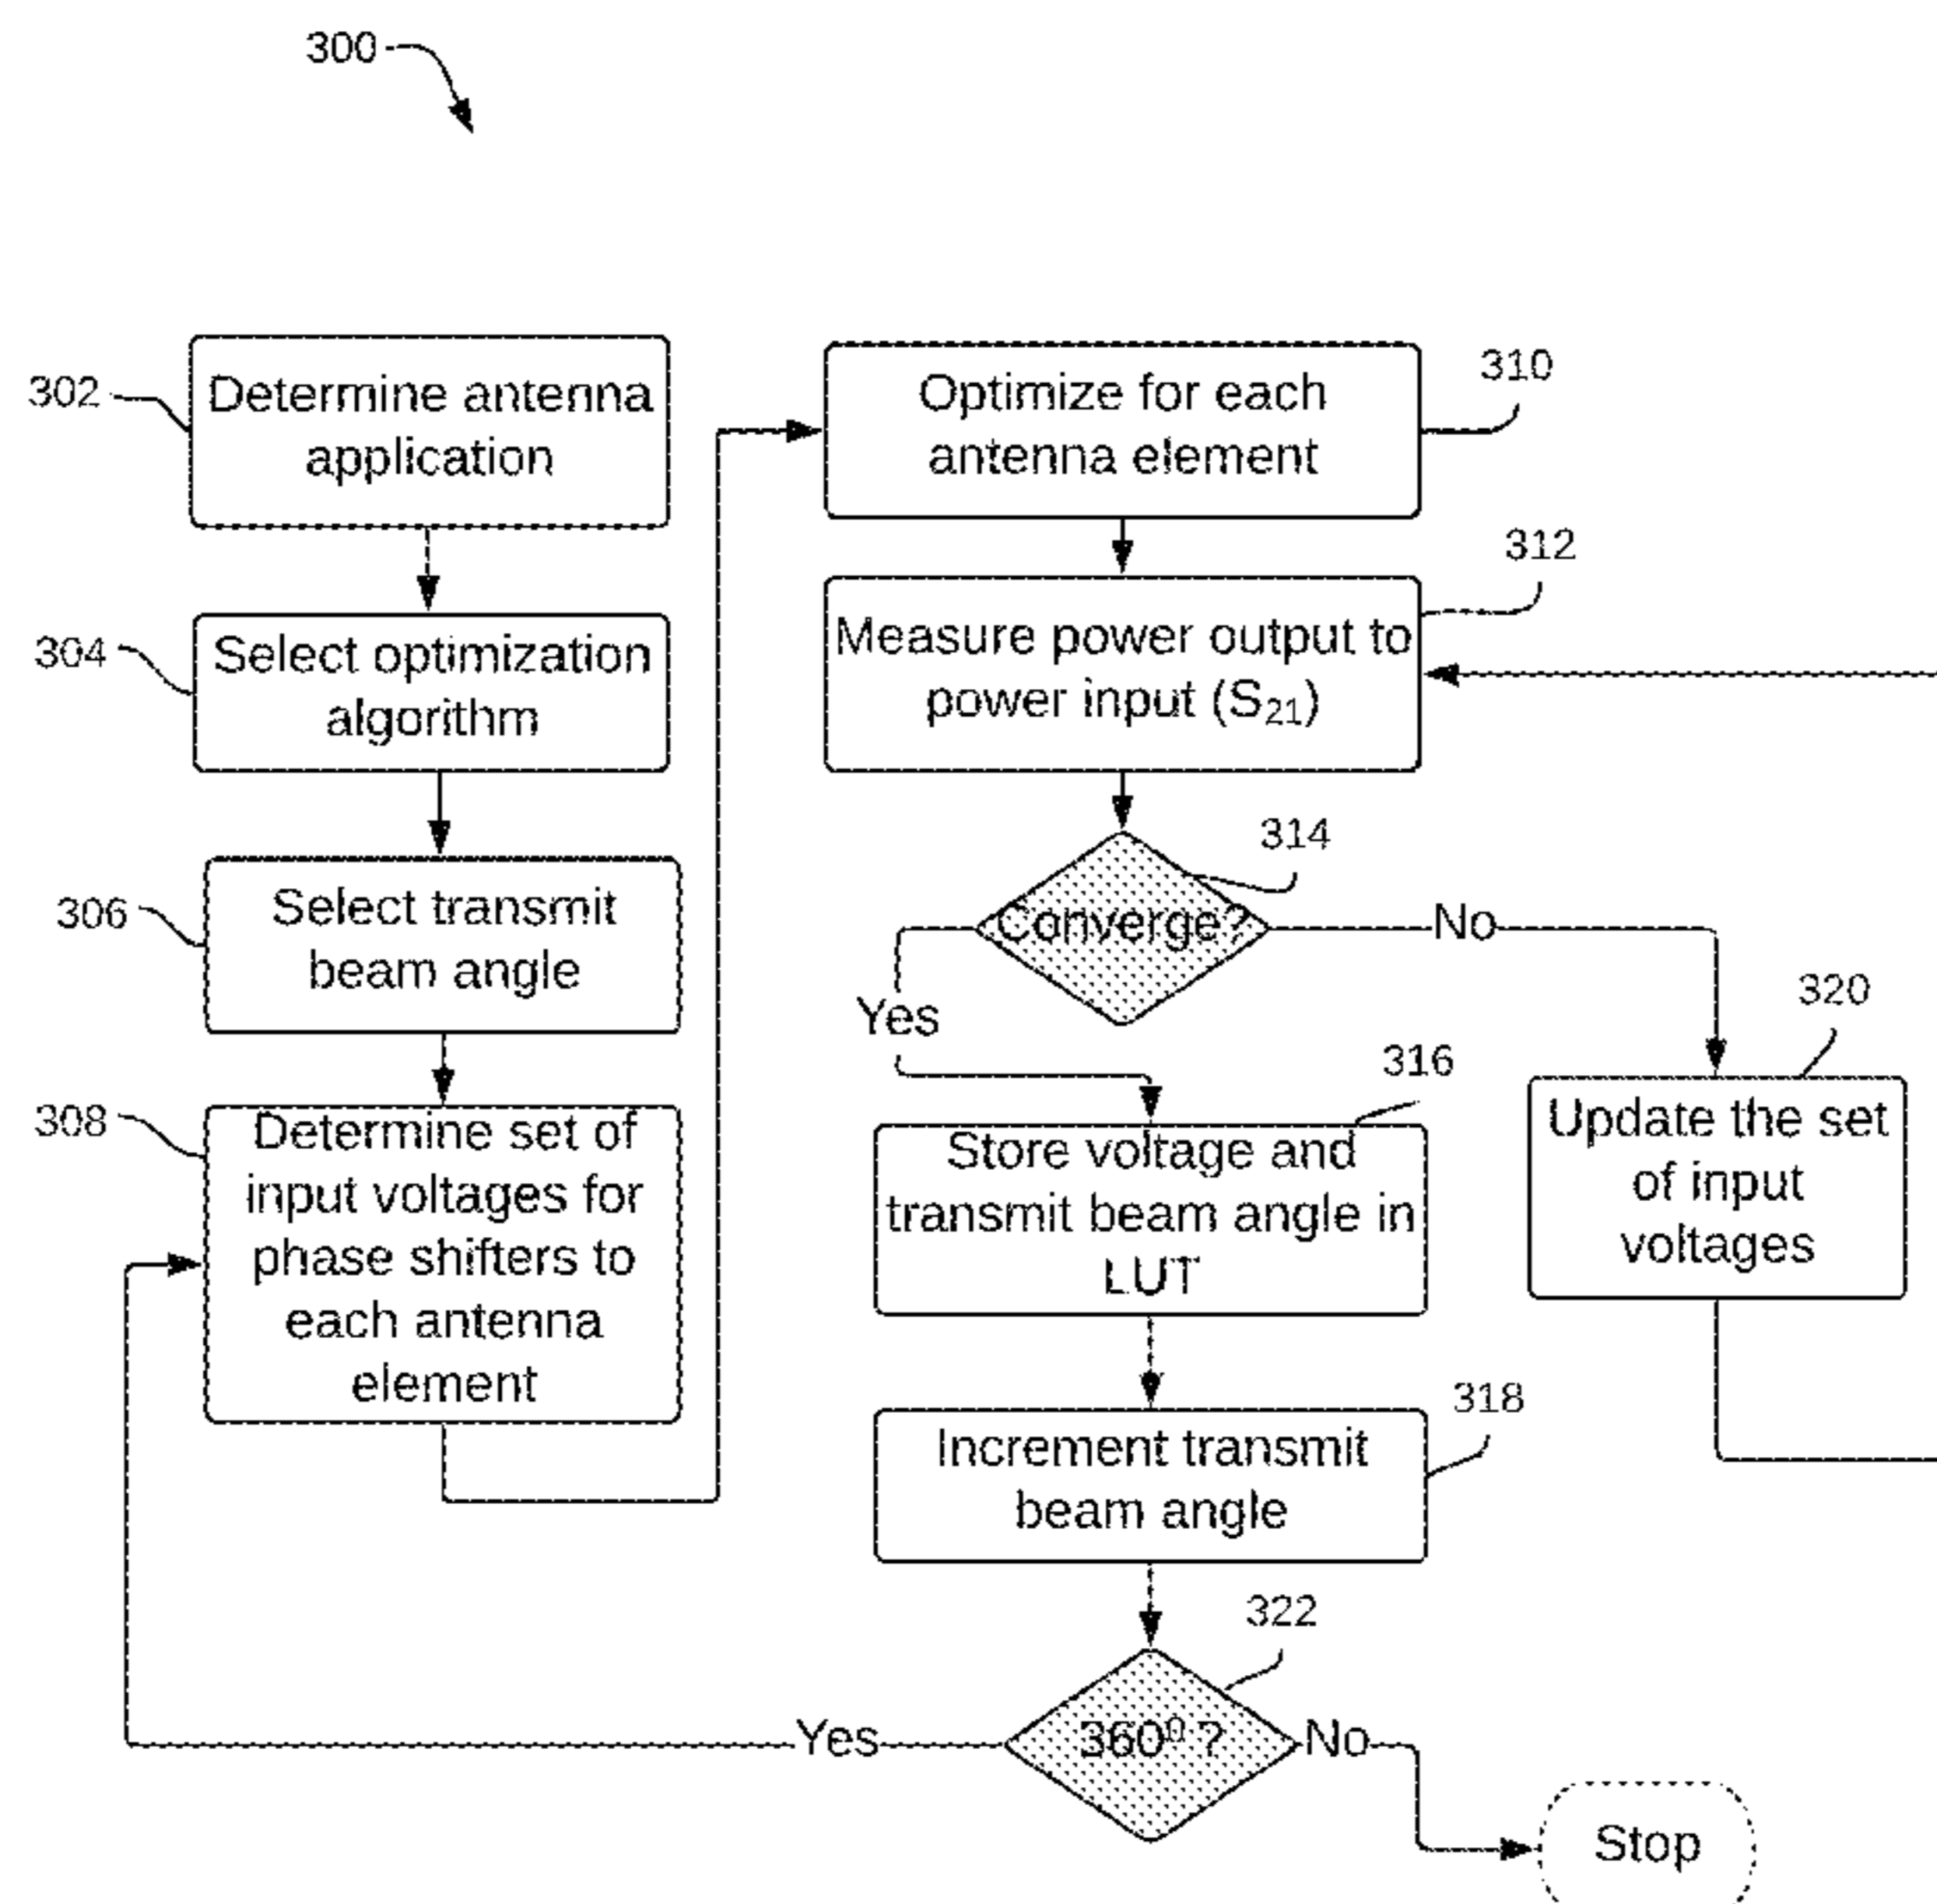 300
302
Determine antenna
application
304
Select optimization
algorithm
306
Select transmit
beam angle
308
Determine set of
input voltages for
phase shifters to
each antenna
element
310
Optimize for each
antenna element
312
Measure power output to
power input (S₂₁)
314
Converge?
No
Yes
316
Store voltage and
transmit beam angle in
LUT
320
Update the set
of input
voltages
318
Increment transmit
beam angle
322
360⁰ ?
Yes
No
Stop